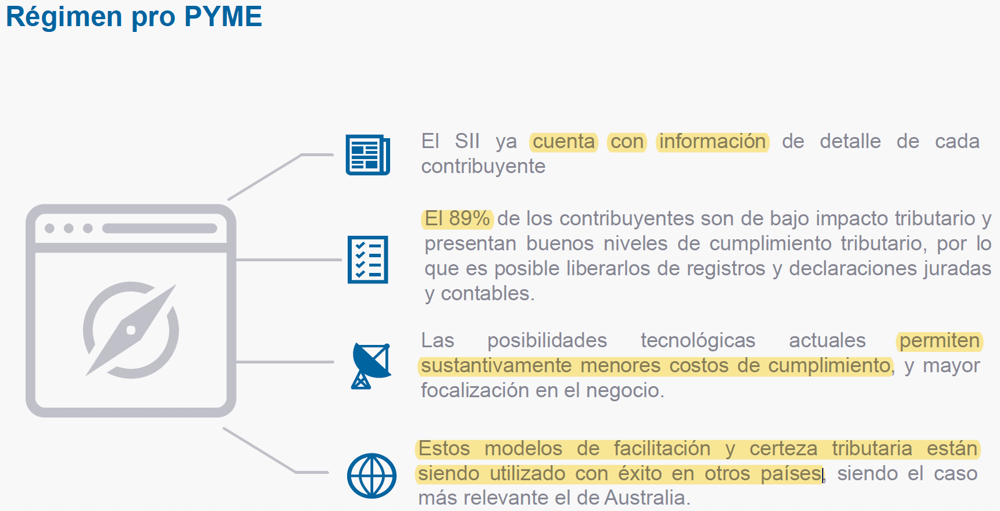 Régimen pro PYME
El SII ya cuenta con información de detalle de cada
contribuyente
El 89% de los contribuyentes son de bajo impacto tributario y
presentan buenos niveles de cumplimiento tributario, por lo
que es posible liberarlos de registros y declaraciones juradas
y contables.
Las posibilidades tecnológicas actuales permiten
sustantivamente menores costos de cumplimiento, y mayor
focalización en el negocio.
Estos modelos de facilitación y certeza tributaria están
siendo utilizado con éxito en otros países, siendo el caso
más relevante el de Australia.